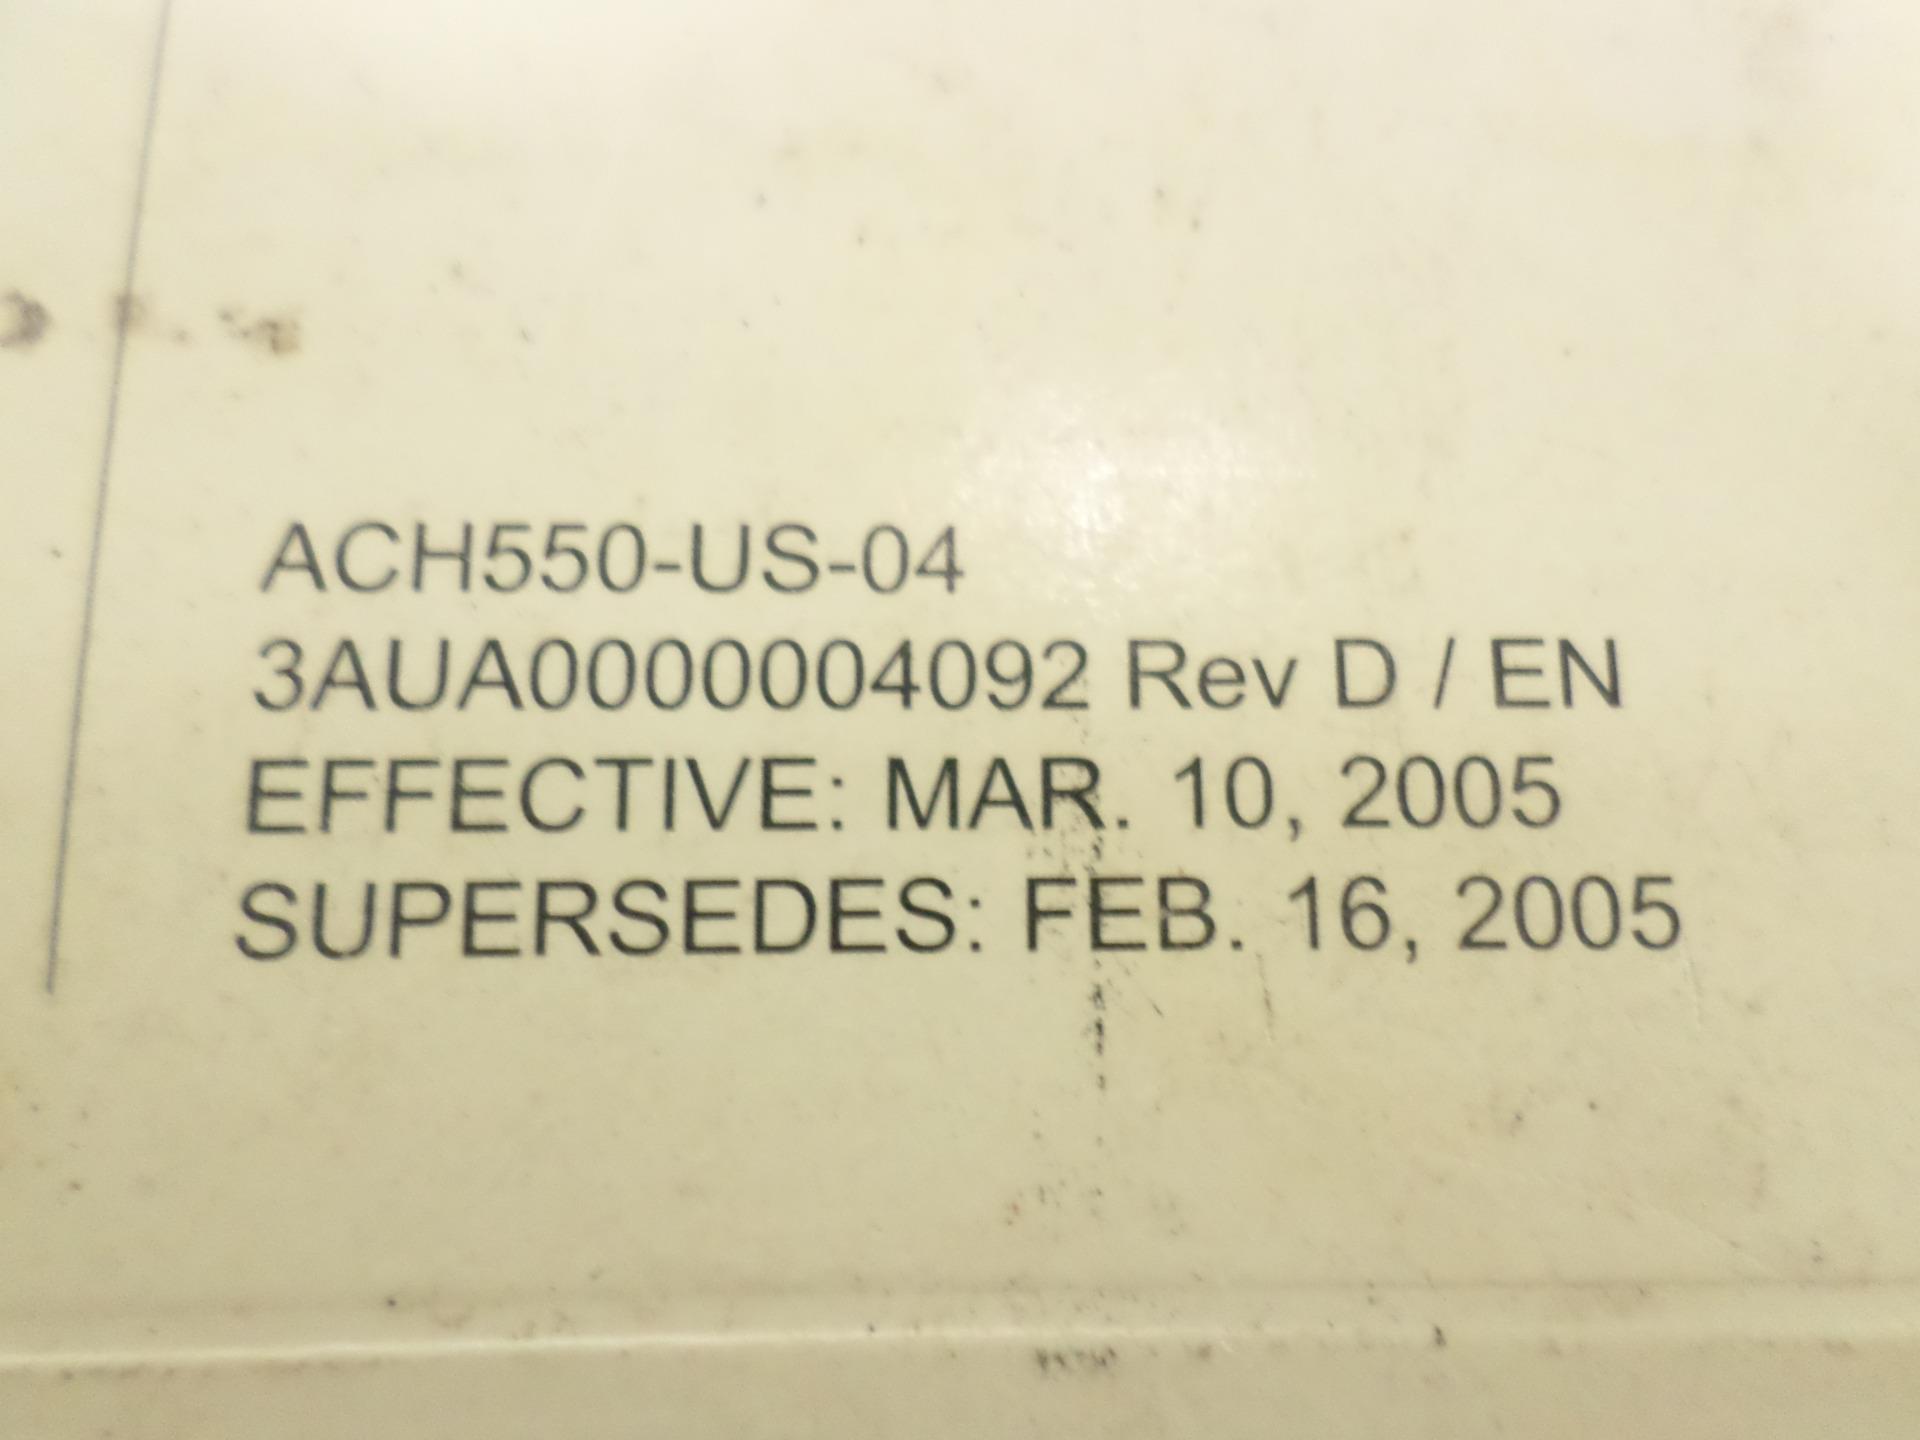 ACH550-US-04
3AUA0000004092 Rev D / EN
EFFECTIVE: MAR. 10, 2005
SUPERSEDES: FEB. 16, 2005